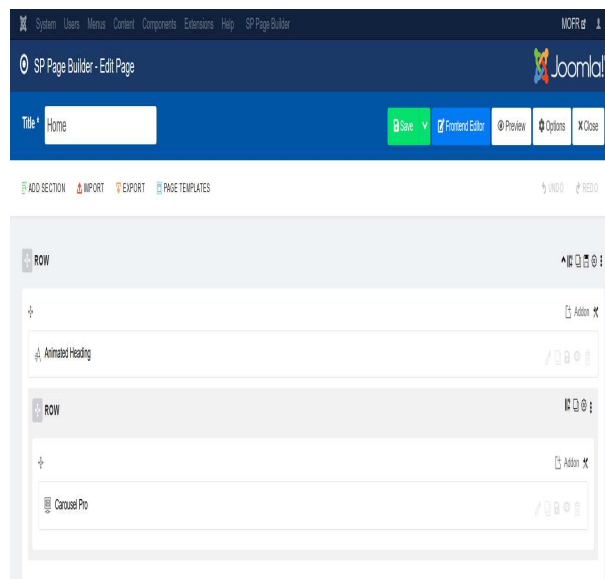 System Users Menus Content Components Extensions Help SP Page Builder MOFR
SP Page Builder - Edit Page Joomla!
Title * Home Save Frontend Editor Preview Options Close
ADD SECTION IMPORT EXPORT PAGE TEMPLATES UNDO REDO
ROW
Addon
Animated Heading
ROW
Addon
Carousel Pro